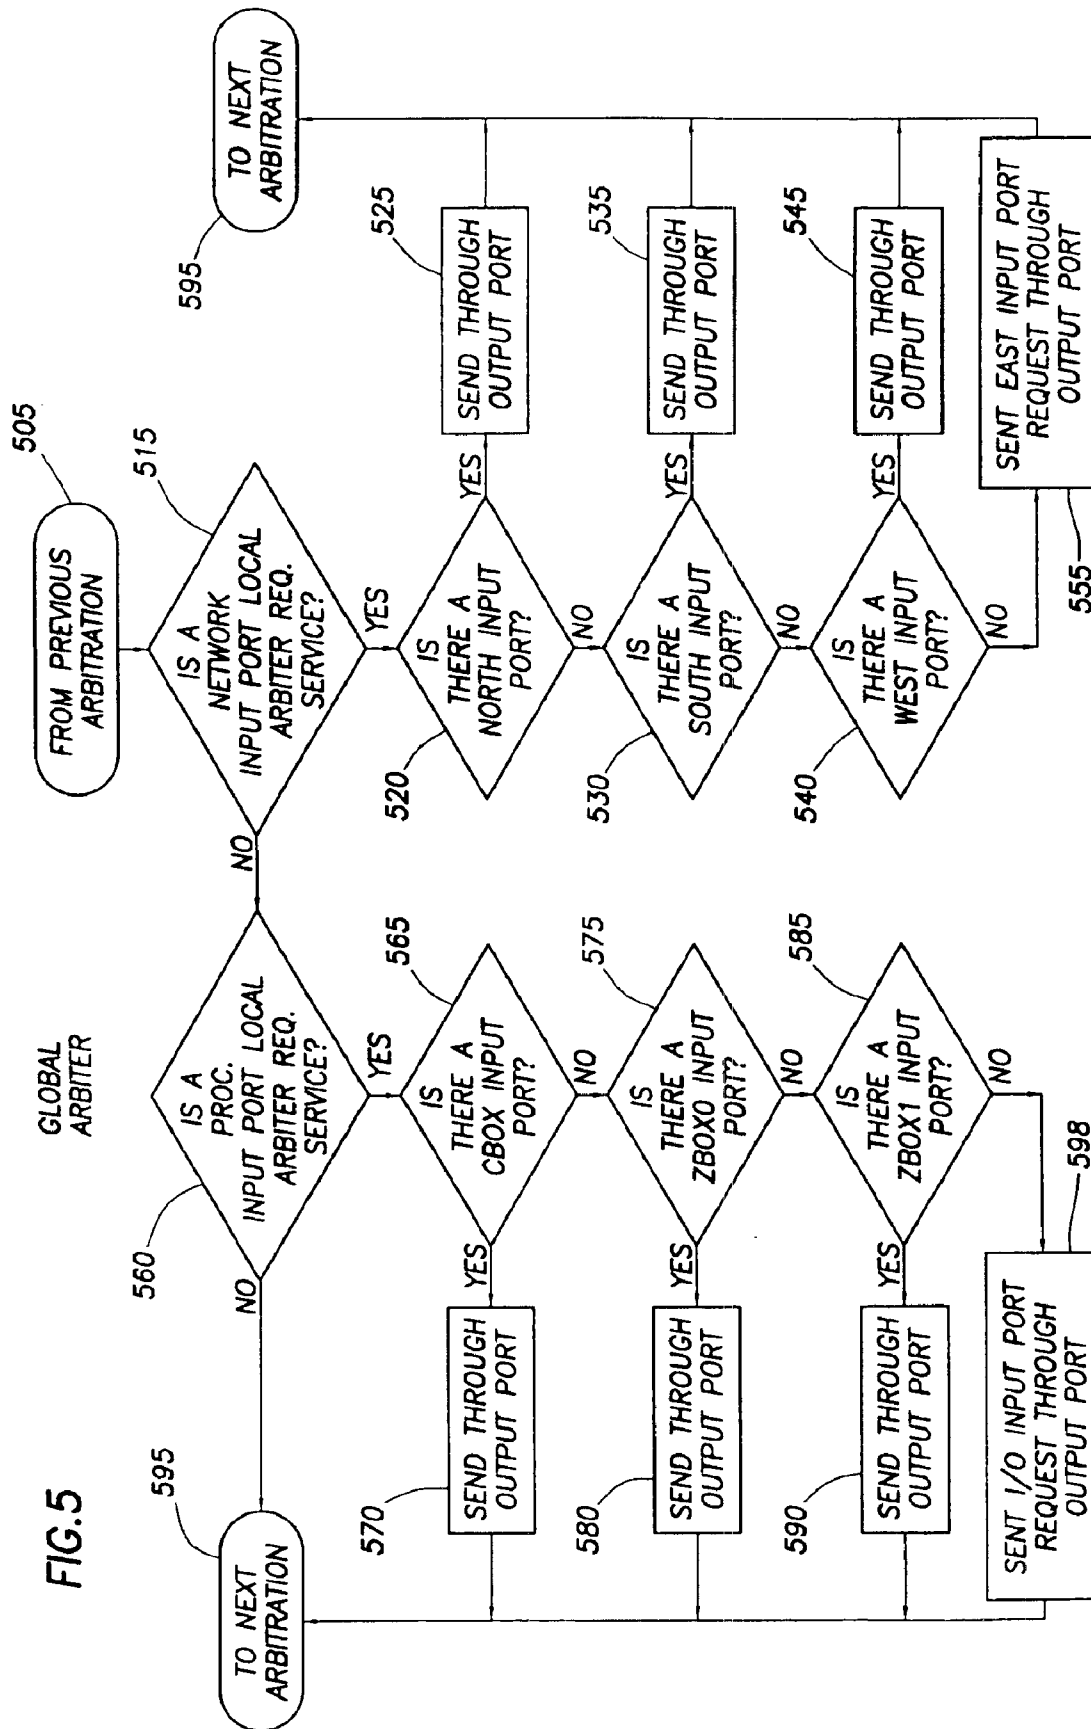 FIG.5
GLOBAL
ARBITER
FROM PREVIOUS
ARBITRATION
505
IS A
NETWORK
INPUT PORT LOCAL
ARBITER REQ.
SERVICE?
515
NO
YES
IS A
PROC.
INPUT PORT LOCAL
ARBITER REQ.
SERVICE?
560
NO
YES
TO NEXT
ARBITRATION
595
TO NEXT
ARBITRATION
595
IS
THERE A
CBOX INPUT
PORT?
565
YES
NO
SEND THROUGH
OUTPUT PORT
570
IS
THERE A
ZBOX0 INPUT
PORT?
575
YES
NO
SEND THROUGH
OUTPUT PORT
580
IS
THERE A
ZBOX1 INPUT
PORT?
585
YES
NO
SEND THROUGH
OUTPUT PORT
590
SENT I/O INPUT PORT
REQUEST THROUGH
OUTPUT PORT
598
IS
THERE A
NORTH INPUT
PORT?
520
YES
NO
SEND THROUGH
OUTPUT PORT
525
IS
THERE A
SOUTH INPUT
PORT?
530
YES
NO
SEND THROUGH
OUTPUT PORT
535
IS
THERE A
WEST INPUT
PORT?
540
YES
NO
SEND THROUGH
OUTPUT PORT
545
SENT EAST INPUT PORT
REQUEST THROUGH
OUTPUT PORT
555